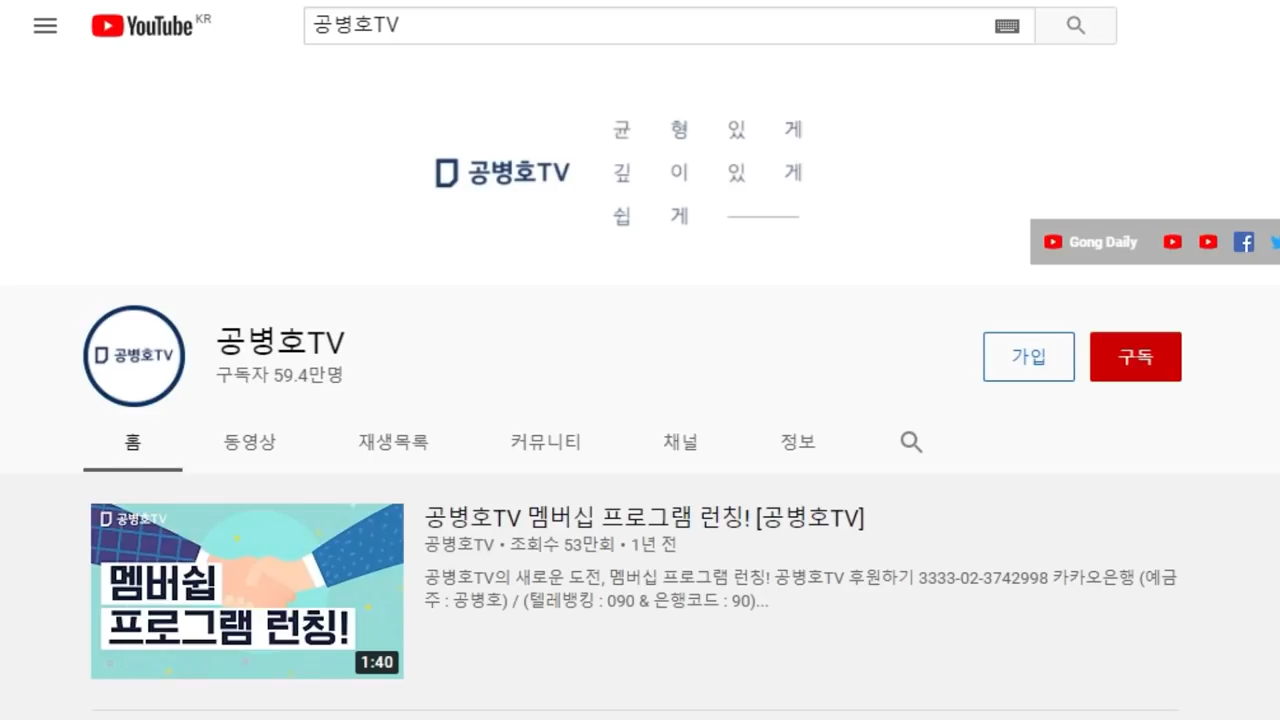 YouTube KR
공병호TV
균 형 있 게
공병호TV 깊 이 있 게
쉽 게
Gong Daily
공병호TV
공병호TV
구독자 59.4만명
가입
구독
홈 동영상 재생목록 커뮤니티 채널 정보
공병호TV
멤버쉽
프로그램 런칭!
1:40
공병호TV 멤버십 프로그램 런칭! [공병호TV]
공병호TV • 조회수 53만회 • 1년 전
공병호TV의 새로운 도전, 멤버십 프로그램 런칭! 공병호TV 후원하기 3333-02-3742998 카카오은행 (예금
주 : 공병호) / (텔레뱅킹 : 090 & 은행코드 : 90)...